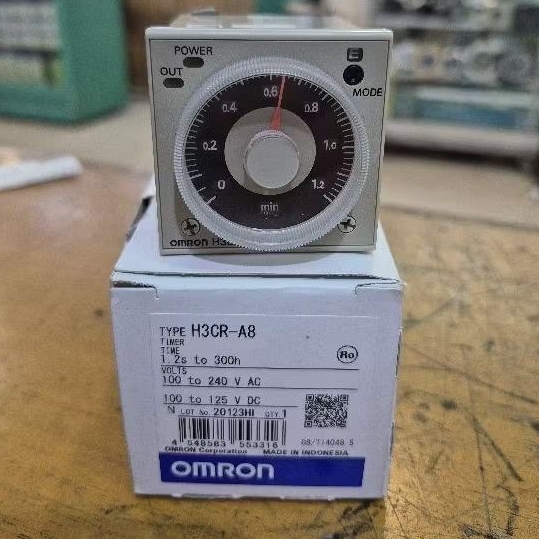 POWER
OUT
E
MODE
0 0.2 0.4 0.6 0.8 1.0 1.2
min
OMRON
TYPE H3CR-A8
TIMER
TIME
1.2s to 300h
VOLTS
100 to 240 V AC
100 to 125 V DC
N LOT No. 20123HI QTY. 1
4 548583 553316
OMRON Corporation MADE IN INDONESIA
OMRON